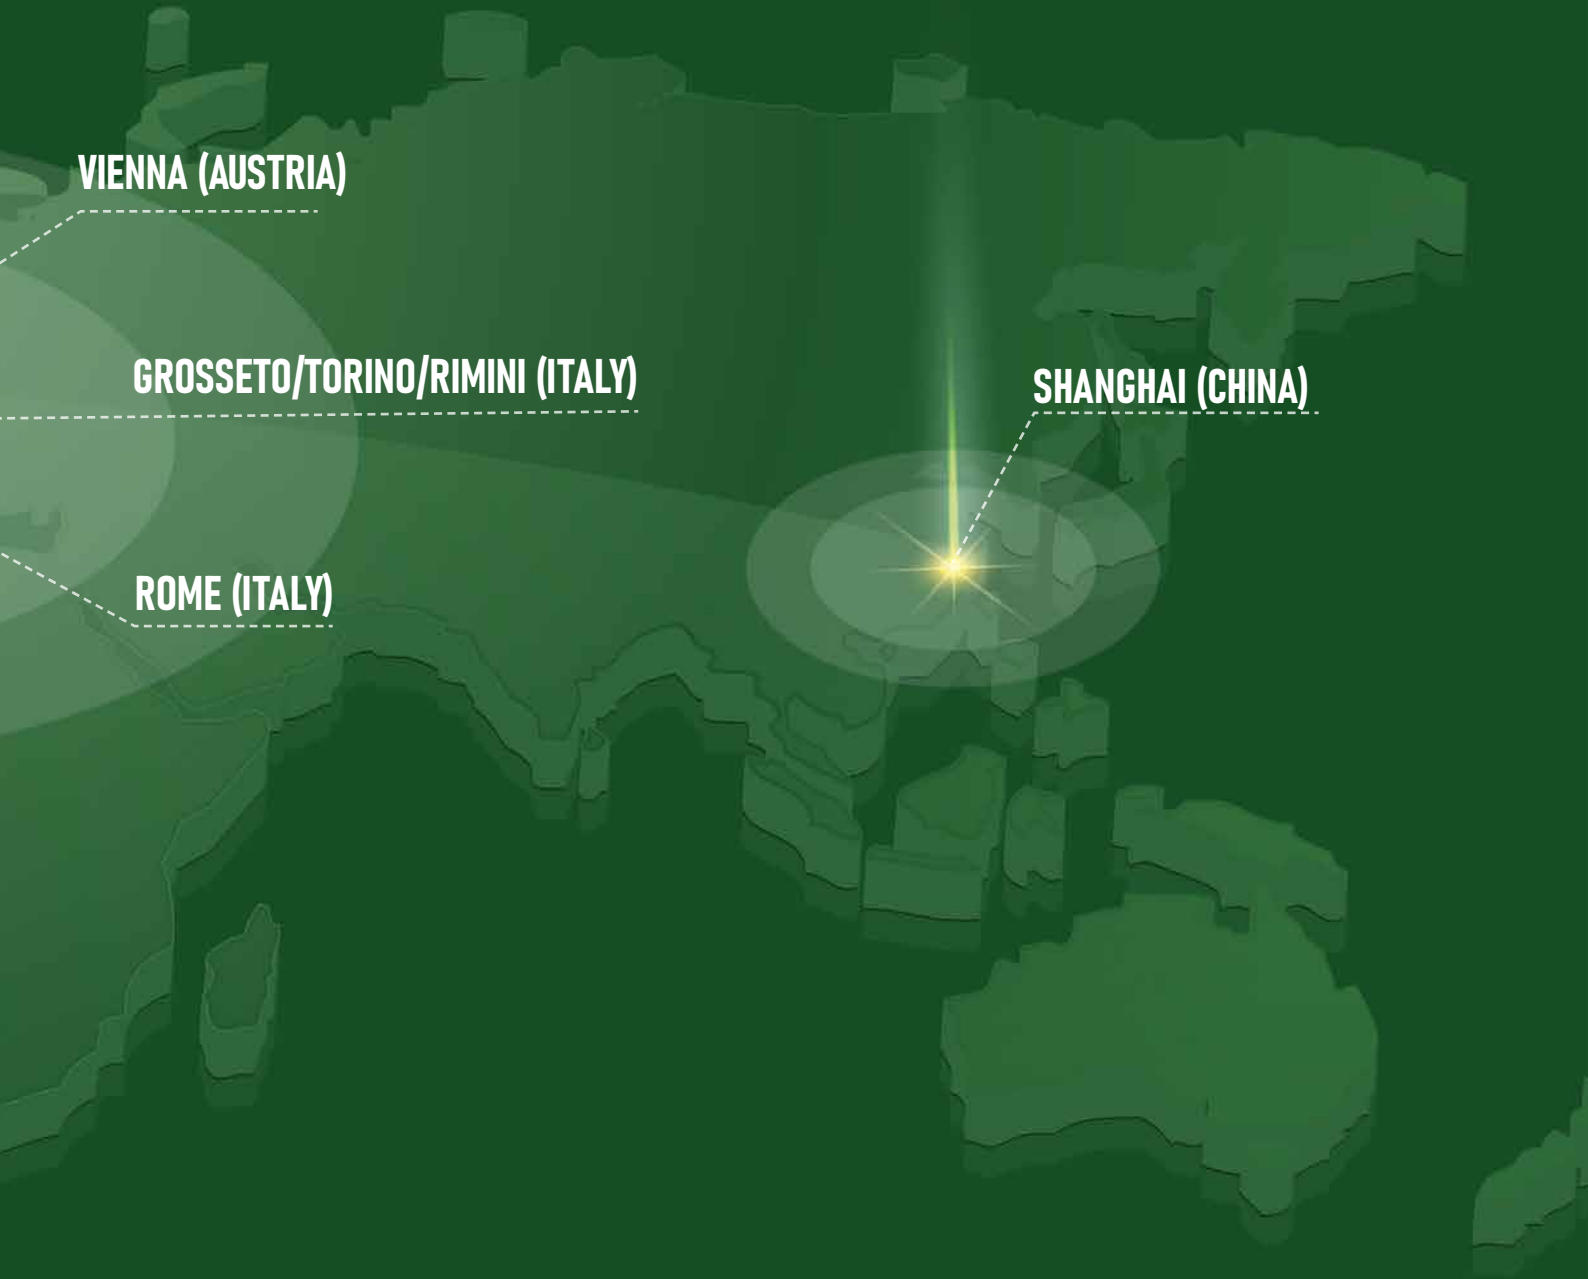 VIENNA (AUSTRIA)
GROSSETO/TORINO/RIMINI (ITALY)
SHANGHAI (CHINA)
ROME (ITALY)